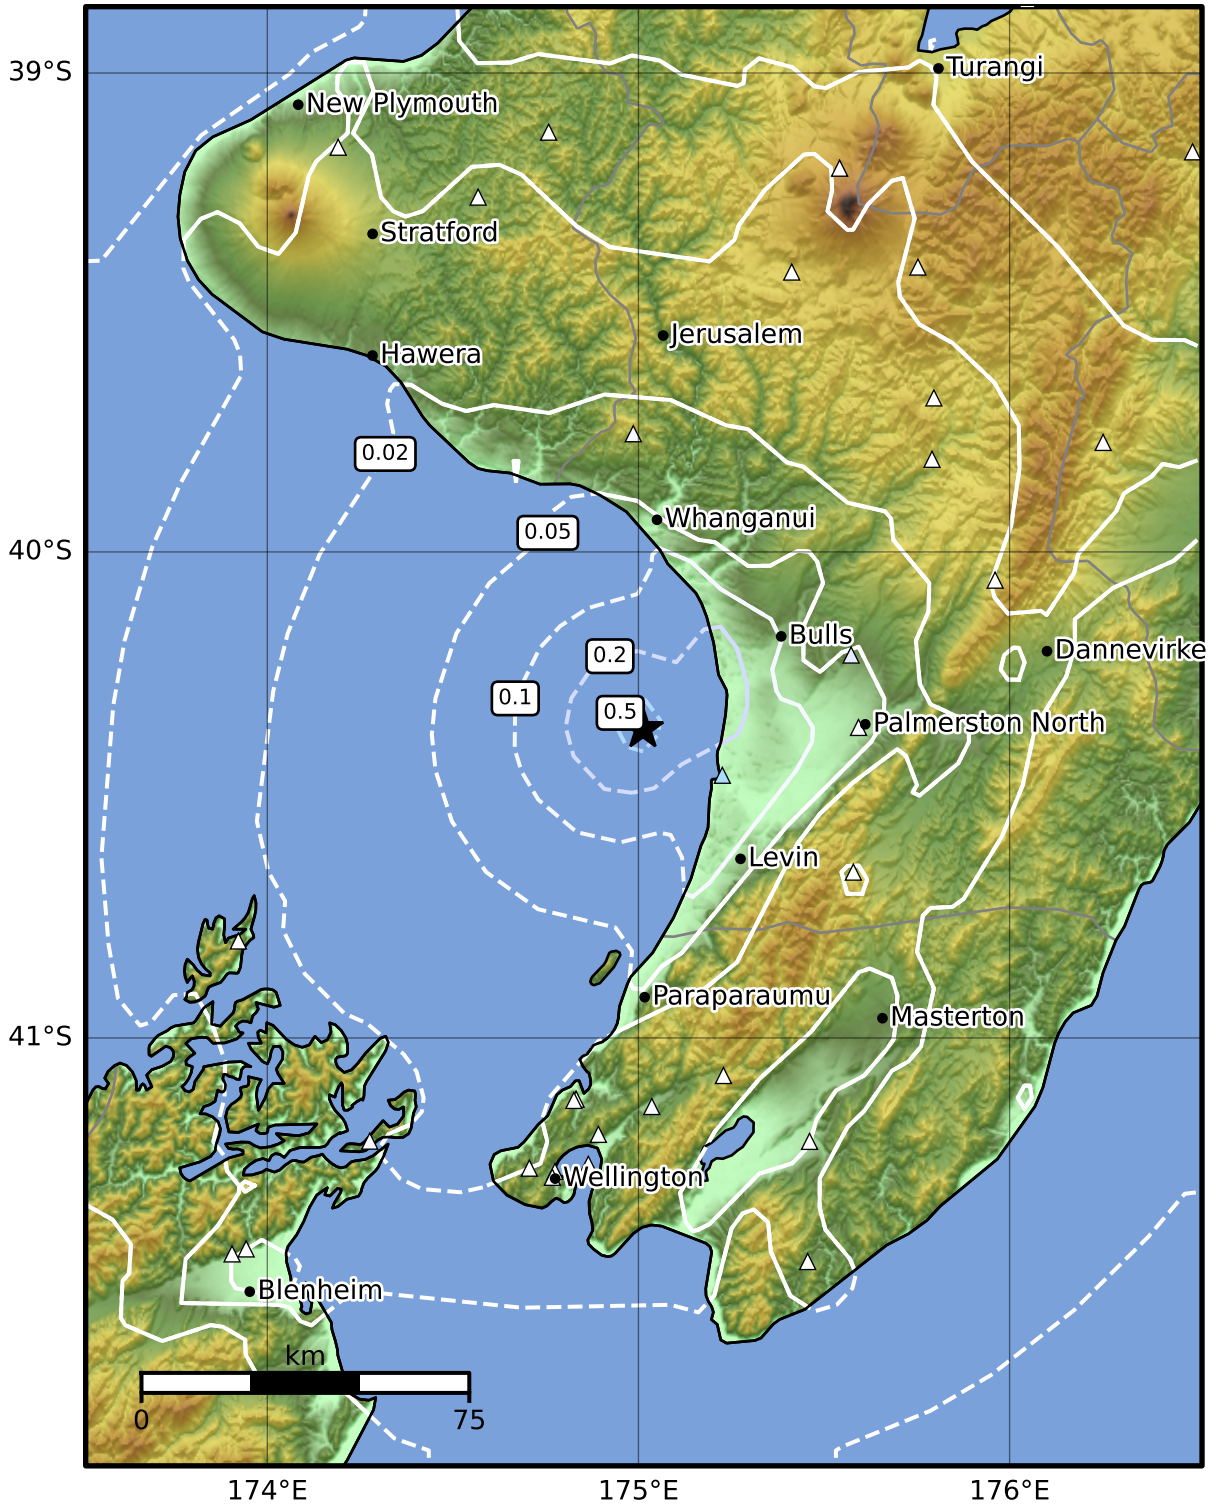 39°S
Turangi
New Plymouth
Stratford
Jerusalem
Hawera
0.02
Whanganui
0.05
40°S
Bulls
Dannevirke
0.2
0.1
0.5
Palmerston North
Levin
Paraparaumu
Masterton
41°S
Wellington
Blenheim
km
0
75
174°E
175°E
176°E